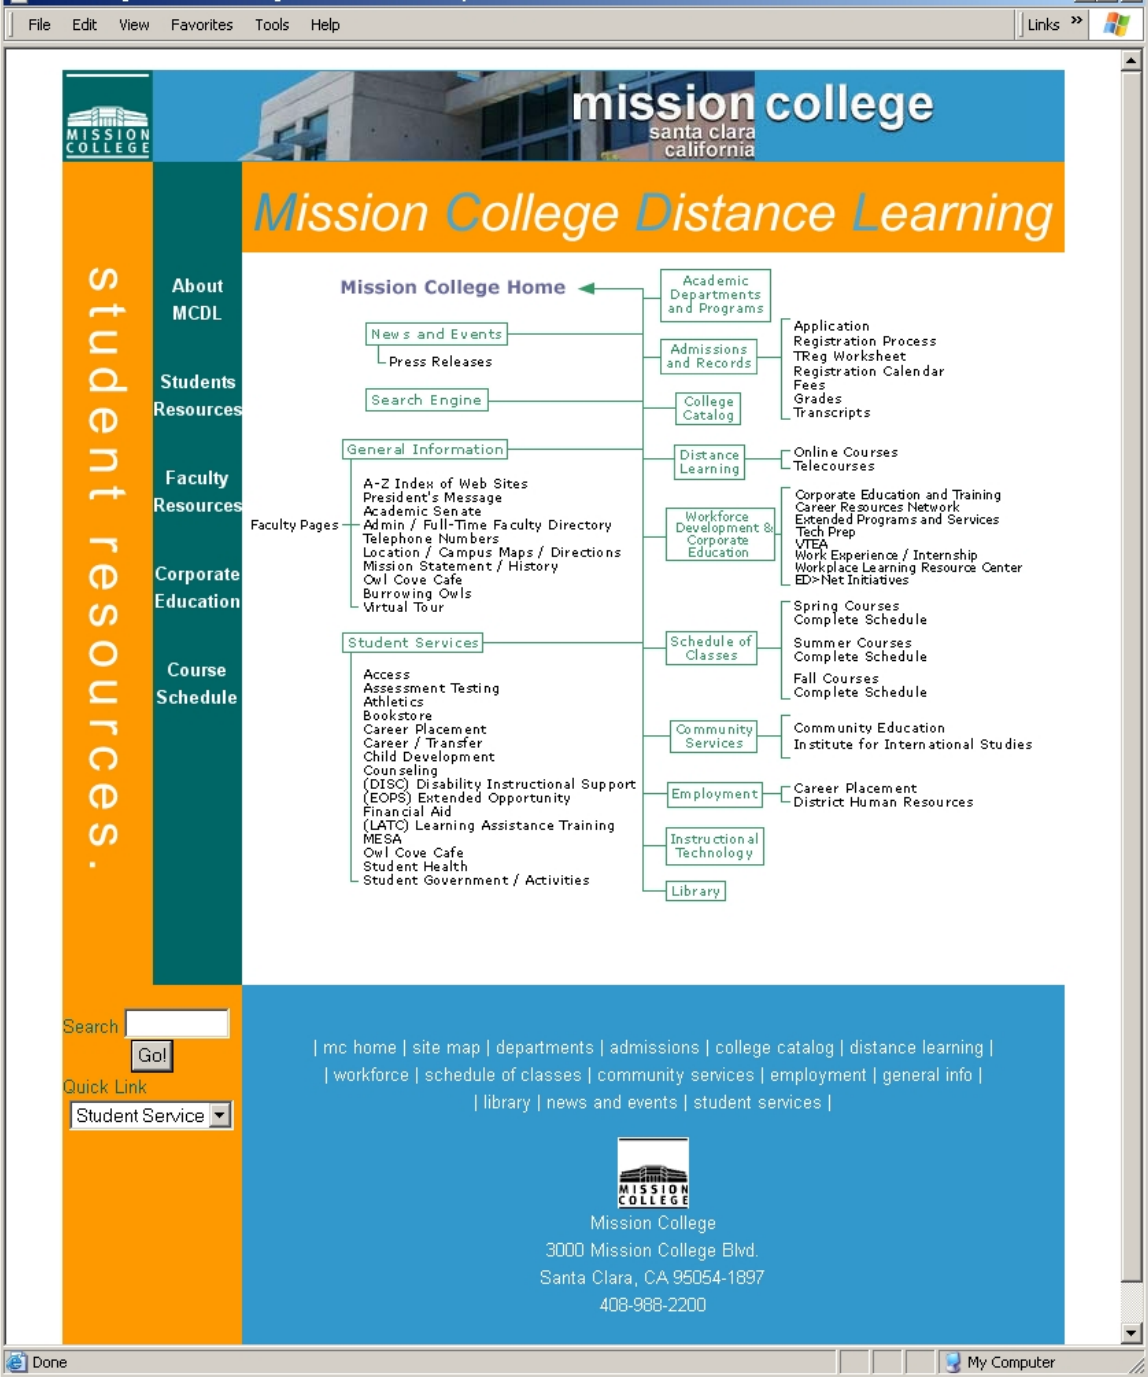 File Edit View Favorites Tools Help
Links »
MISSION
COLLEGE
mission college
santa clara
california
Mission College Distance Learning
student resources.
About
MCDL
Students
Resources
Faculty
Resources
Corporate
Education
Course
Schedule
Mission College Home
News and Events
Press Releases
Search Engine
General Information
Faculty Pages
A-Z Index of Web Sites
President's Message
Academic Senate
Admin / Full-Time Faculty Directory
Telephone Numbers
Location / Campus Maps / Directions
Mission Statement / History
Owl Cove Cafe
Burrowing Owls
Virtual Tour
Student Services
Access
Assessment Testing
Athletics
Bookstore
Career Placement
Career / Transfer
Child Development
Counseling
(DISC) Disability Instructional Support
(EOPS) Extended Opportunity
Financial Aid
(LATC) Learning Assistance Training
MESA
Owl Cove Cafe
Student Health
Student Government / Activities
Academic
Departments
and Programs
Admissions
and Records
Application
Registration Process
TReg Worksheet
Registration Calendar
Fees
Grades
Transcripts
College
Catalog
Distance
Learning
Online Courses
Telecourses
Workforce
Development &
Corporate
Education
Corporate Education and Training
Career Resources Network
Extended Programs and Services
Tech Prep
VTEA
Work Experience / Internship
Workplace Learning Resource Center
ED>Net Initiatives
Schedule of
Classes
Spring Courses
Complete Schedule
Summer Courses
Complete Schedule
Fall Courses
Complete Schedule
Community
Services
Community Education
Institute for International Studies
Employment
Career Placement
District Human Resources
Instructional
Technology
Library
Search
Go!
Quick Link
Student Service
| mc home | site map | departments | admissions | college catalog | distance learning |
| workforce | schedule of classes | community services | employment | general info |
| library | news and events | student services |
MISSION
COLLEGE
Mission College
3000 Mission College Blvd.
Santa Clara, CA 95054-1897
408-988-2200
Done
My Computer